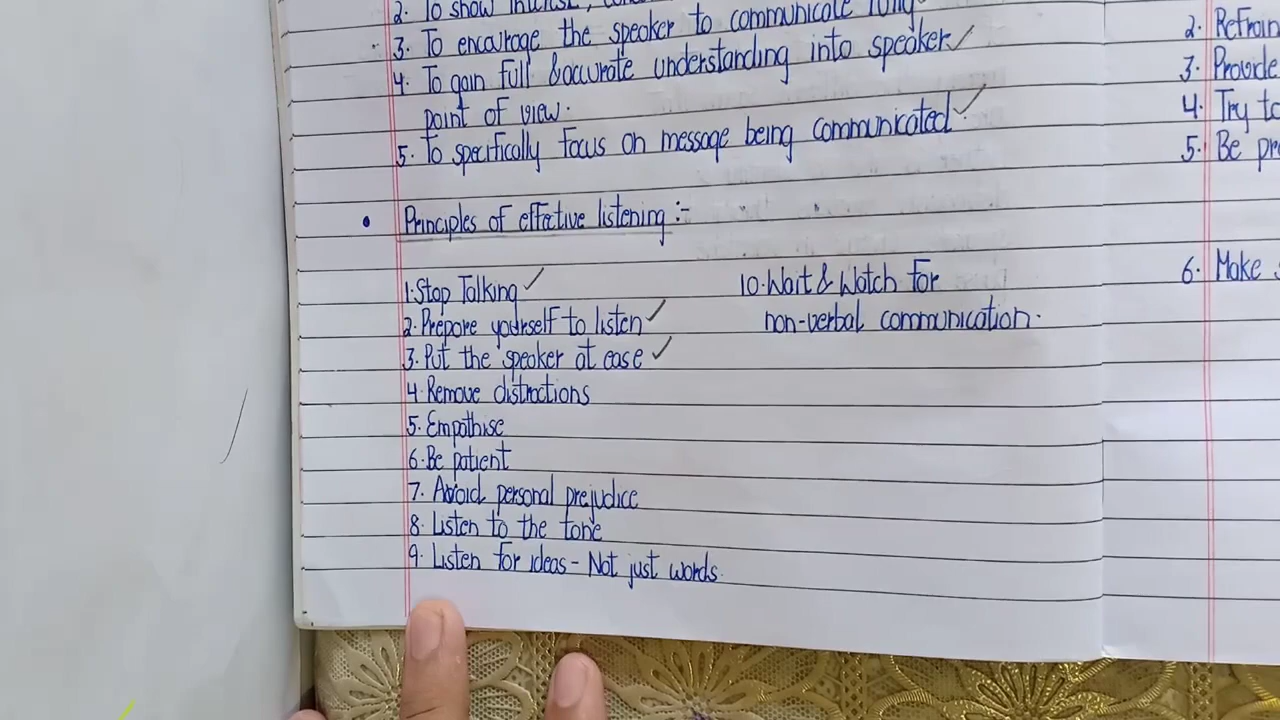 2. To show interest,
3. To encourage the speaker to communicate fully
4. To gain full & accurate understanding into speaker
point of view.
5. To specifically focus on message being communicated.
• Principles of effective listening :-
1. Stop Talking
2. Prepare yourself to listen
3. Put the speaker at ease
4. Remove distractions
5. Empathise
6. Be patient
7. Avoid personal prejudice
8. Listen to the tone
9. Listen for ideas - Not just words.
10. Wait & Watch for
non-verbal communication.
2. Refrain
3. Provide
4. Try to
5. Be pre
6. Make